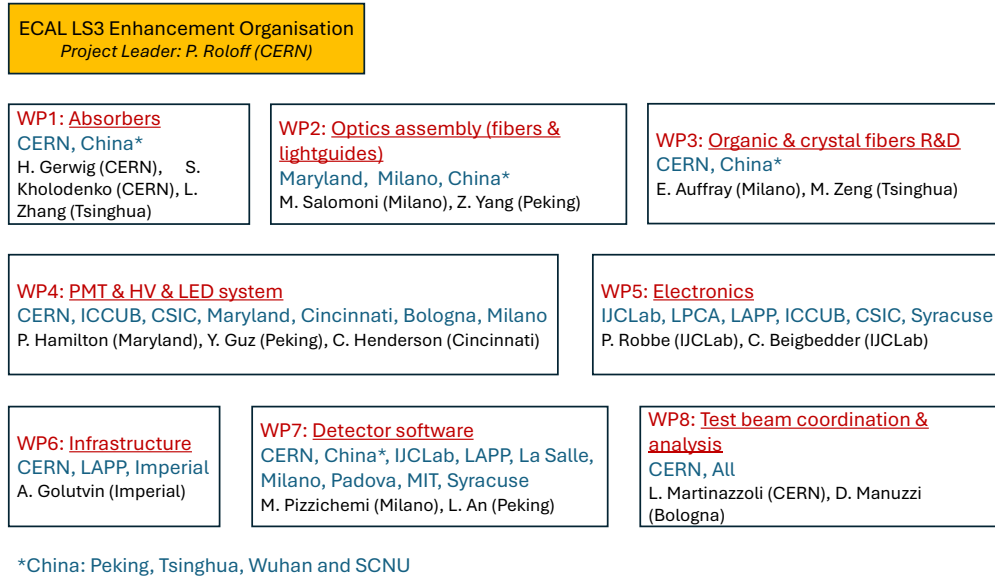 ECAL LS3 Enhancement Organisation
Project Leader: P. Roloff (CERN)
WP1: Absorbers
CERN, China*
H. Gerwig (CERN), S.
Kholodenko (CERN), L.
Zhang (Tsinghua)
WP2: Optics assembly (fibers &
lightguides)
Maryland, Milano, China*
M. Salomoni (Milano), Z. Yang (Peking)
WP3: Organic & crystal fibers R&D
CERN, China*
E. Auffray (Milano), M. Zeng (Tsinghua)
WP4: PMT & HV & LED system
CERN, ICCUB, CSIC, Maryland, Cincinnati, Bologna, Milano
P. Hamilton (Maryland), Y. Guz (Peking), C. Henderson (Cincinnati)
WP5: Electronics
IJCLab, LPCA, LAPP, ICCUB, CSIC, Syracuse
P. Robbe (IJCLab), C. Beigbedder (IJCLab)
WP6: Infrastructure
CERN, LAPP, Imperial
A. Golutvin (Imperial)
WP7: Detector software
CERN, China*, IJCLab, LAPP, La Salle,
Milano, Padova, MIT, Syracuse
M. Pizzichemi (Milano), L. An (Peking)
WP8: Test beam coordination &
analysis
CERN, All
L. Martinazzoli (CERN), D. Manuzzi
(Bologna)
*China: Peking, Tsinghua, Wuhan and SCNU